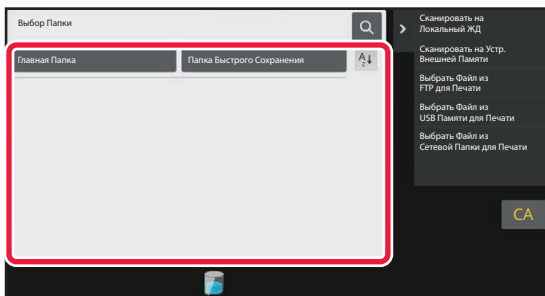 Выбор Папки
Главная Папка
Папка Быстрого Сохранения
A
Z
Сканировать на
Локальный ЖД
Сканировать на Устр.
Внешней Памяти
Выбрать Файл из
FTP для Печати
Выбрать Файл из
USB Памяти для Печати
Выбрать Файл из
Сетевой Папки для Печати
CA